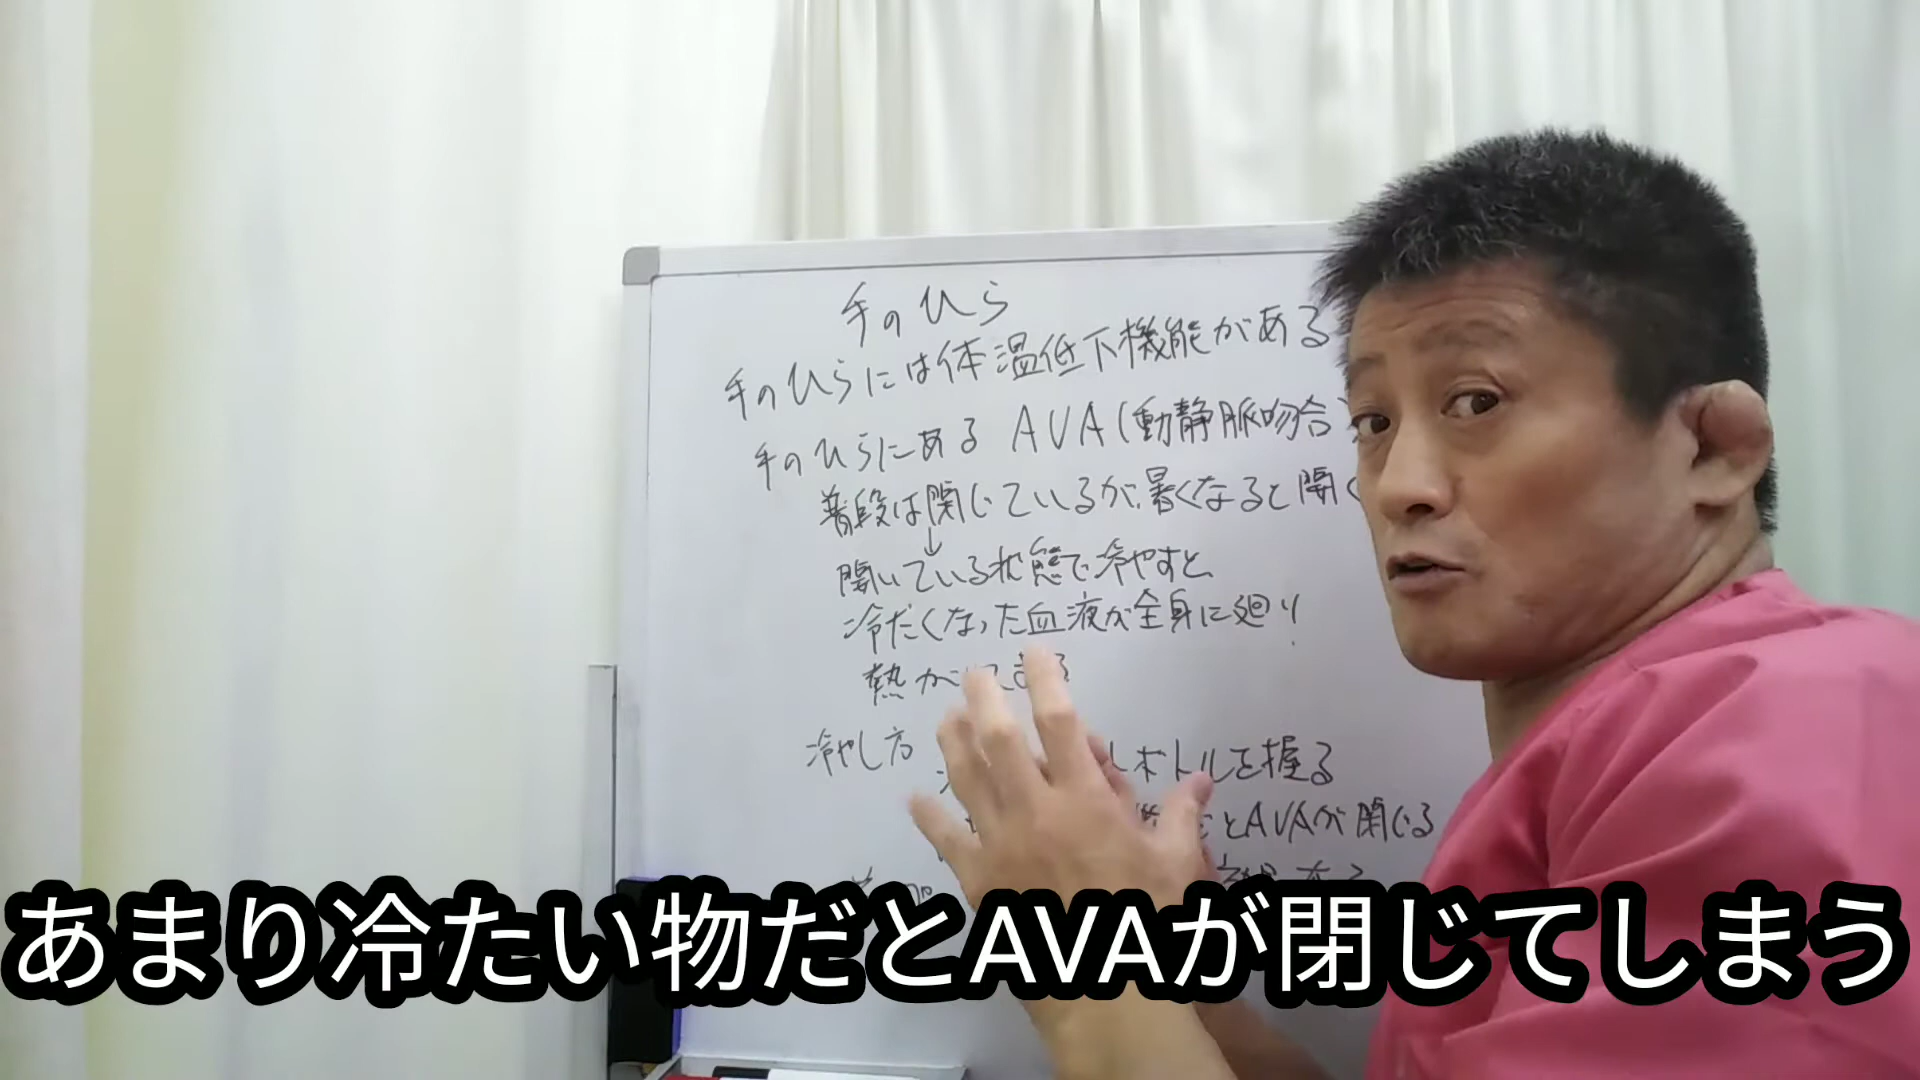 手のひら
手のひらには体温低下機能がある
手のひらにある AVA(動静脈吻合)
普段は閉じているが、暑くなると開く
↓
開いている状態で冷やすと
冷たくなった血液が全身に廻り
熱が
冷やし方
トボトルを握る
とAVAが閉じる
あまり冷たい物だとAVAが閉じてしまう